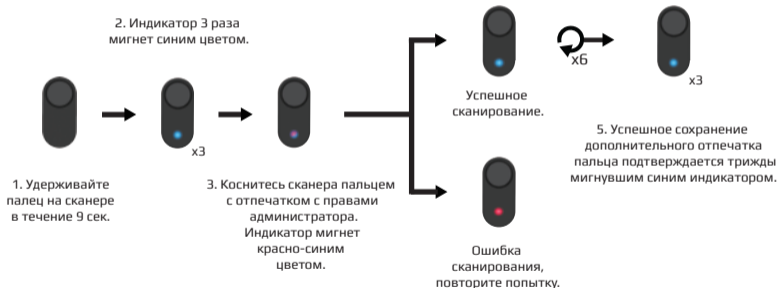 2. Индикатор 3 раза
мигнет синим цветом.
x3
1. Удерживайте
палец на сканере
в течение 9 сек.
3. Коснитесь сканера пальцем
с отпечатком с правами
администратора.
Индикатор мигнет
красно-синим
цветом.
Успешное
сканирование.
x6
x3
Ошибка
сканирования,
повторите попытку.
5. Успешное сохранение
дополнительного отпечатка
пальца подтверждается трижды
мигнувшим синим индикатором.